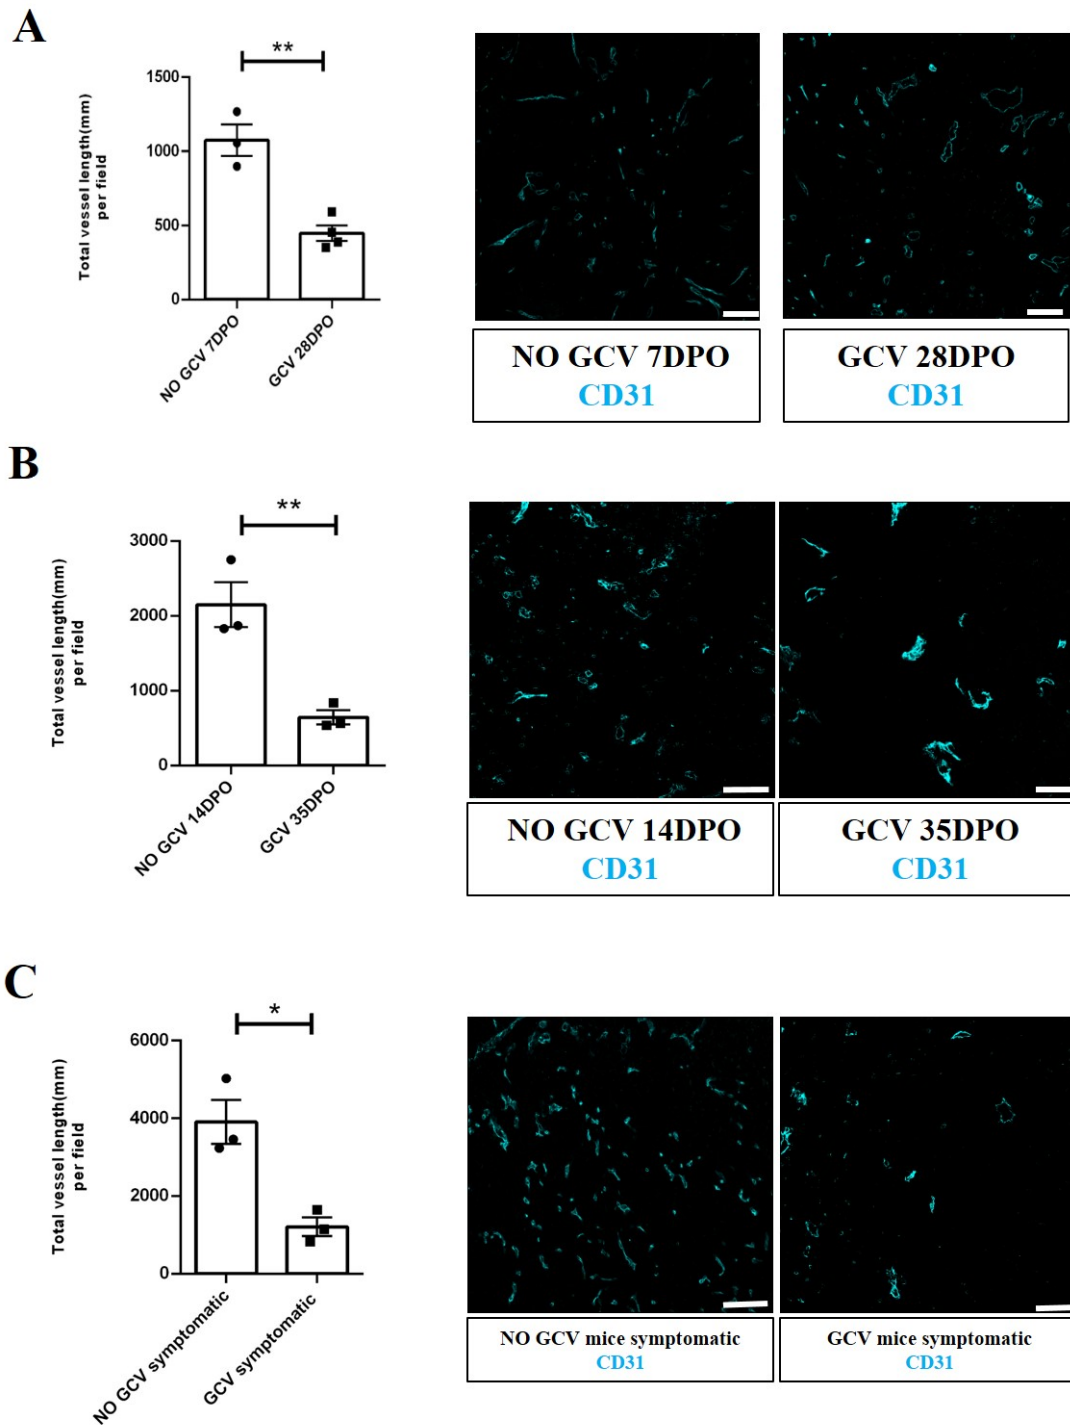 A
**
1500
1000
500
0
Total vessel length(mm)
per field
NO GCV 7DPO
GCV 28DPO
NO GCV 7DPO
CD31
GCV 28DPO
CD31
B
**
3000
2000
1000
0
Total vessel length(mm)
per field
NO GCV 14DPO
GCV 35DPO
NO GCV 14DPO
CD31
GCV 35DPO
CD31
C
*
6000
4000
2000
0
Total vessel length(mm)
per field
NO GCV symptomatic
GCV symptomatic
NO GCV mice symptomatic
CD31
GCV mice symptomatic
CD31